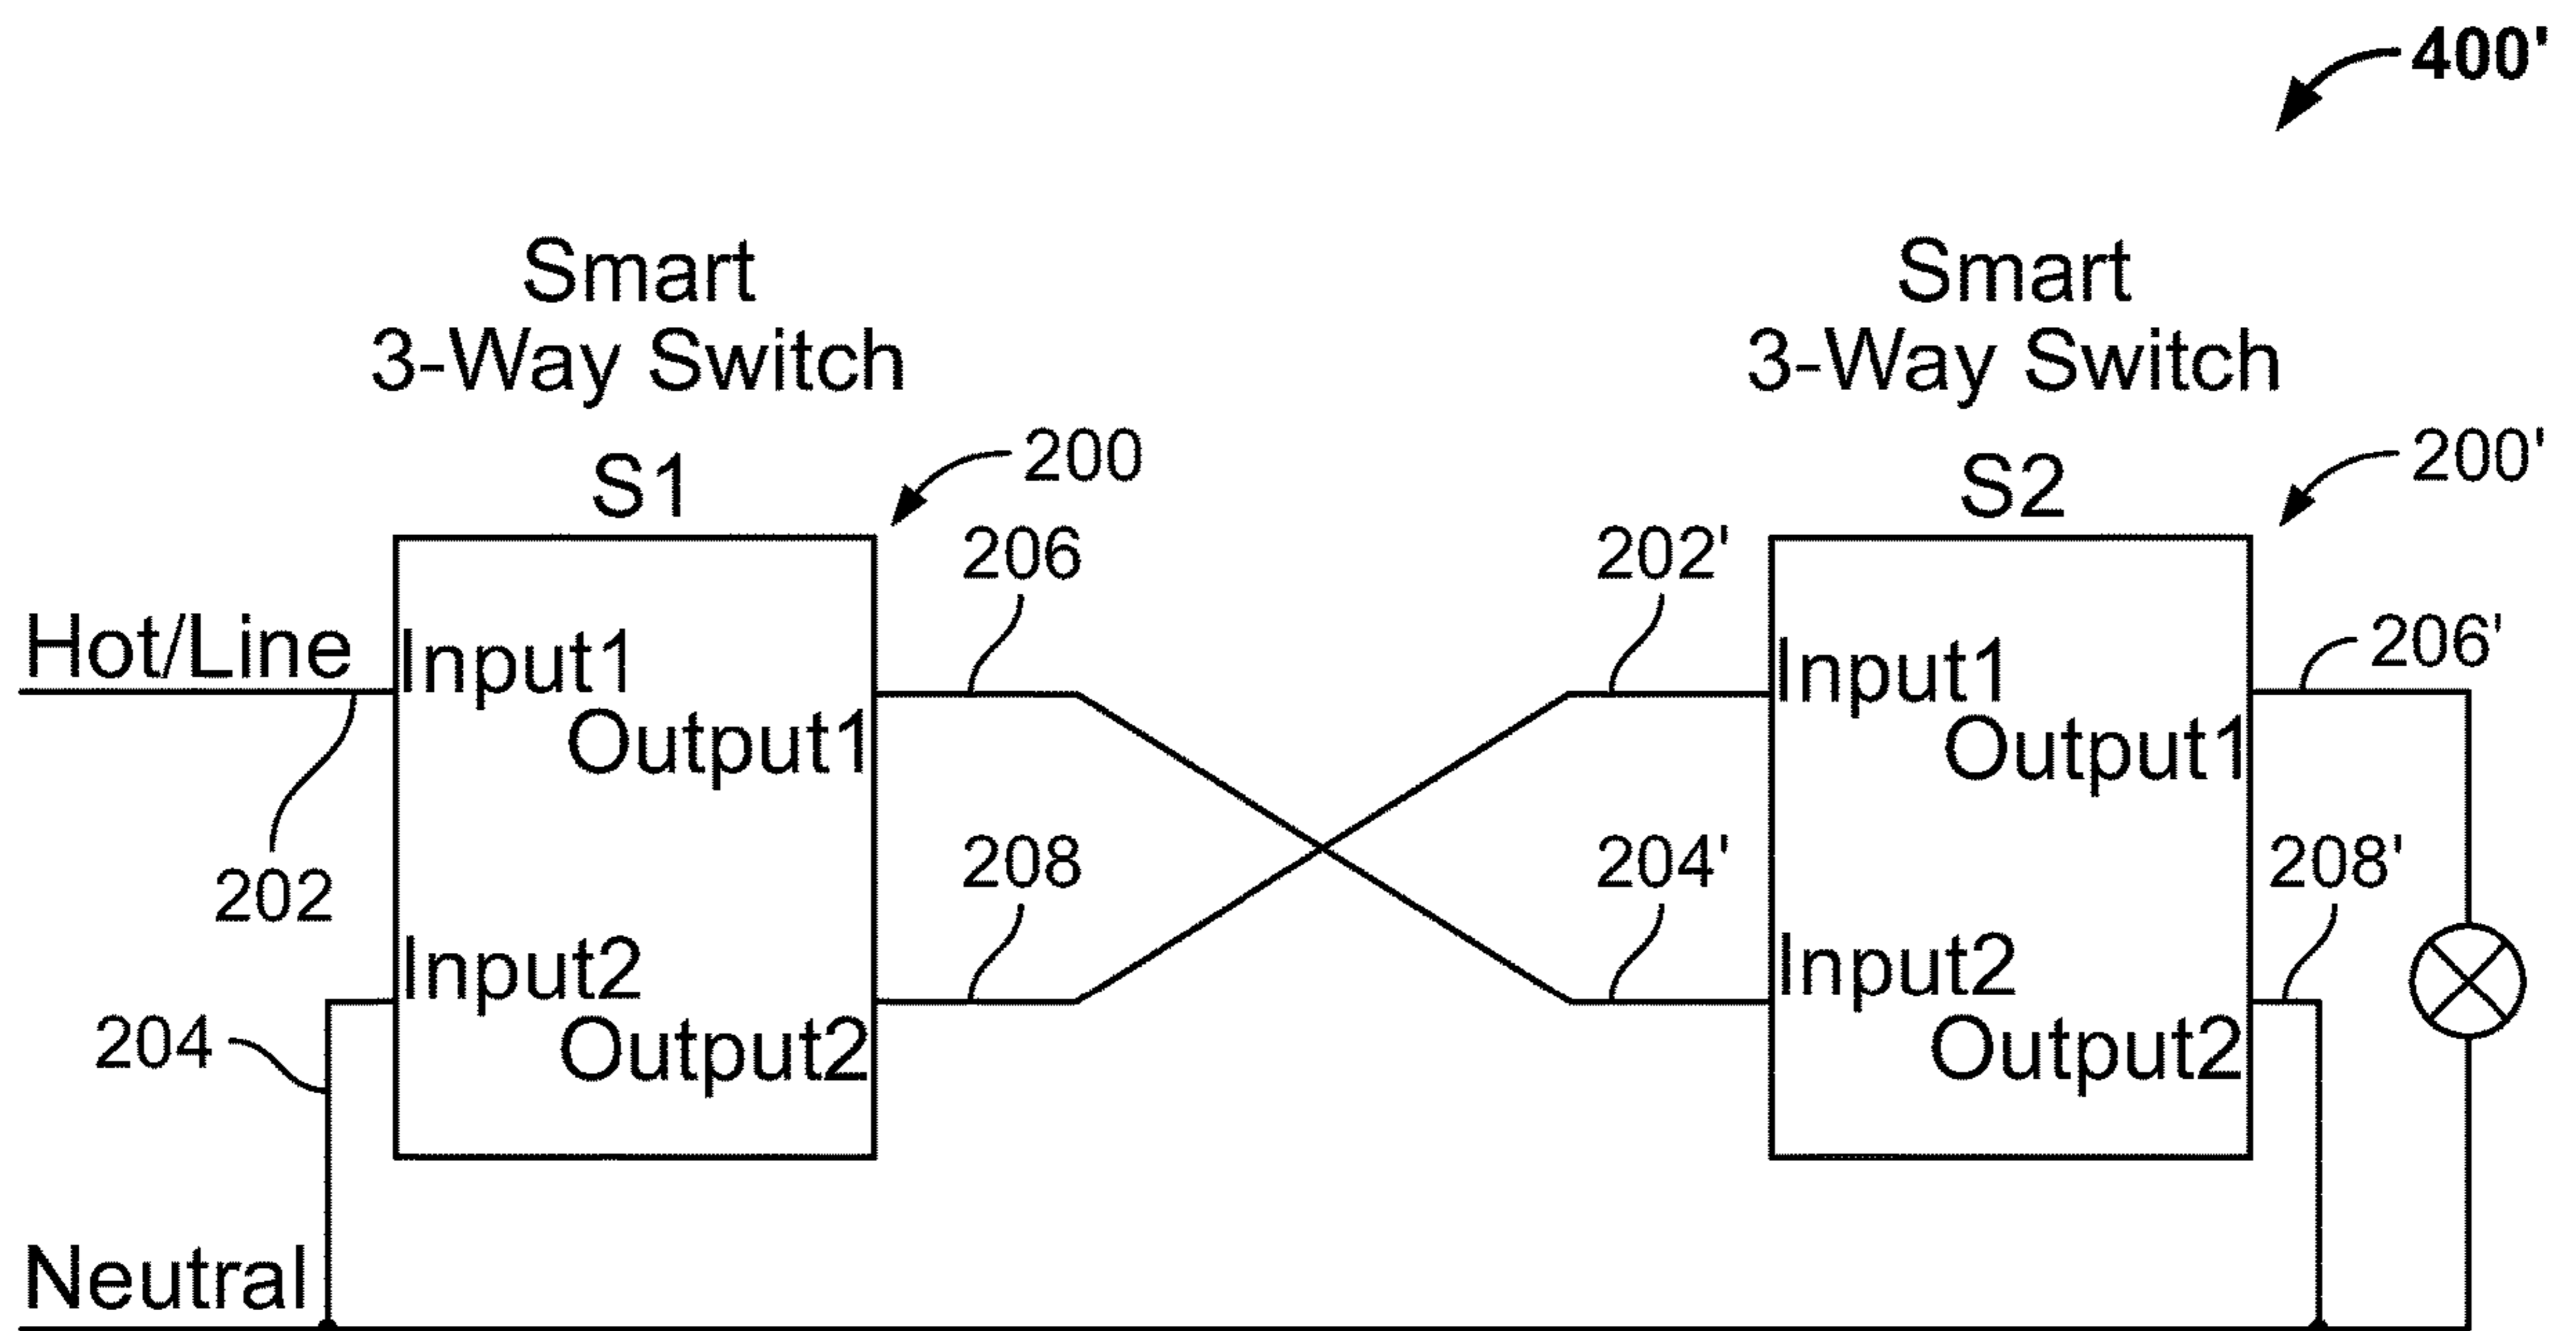 400'
Smart
3-Way Switch
S1
200
Smart
3-Way Switch
S2
200'
206
202'
206'
Hot/Line
Input1
Output1
Input1
Output1
202
208
204'
208'
204
Input2
Output2
Input2
Output2
Neutral